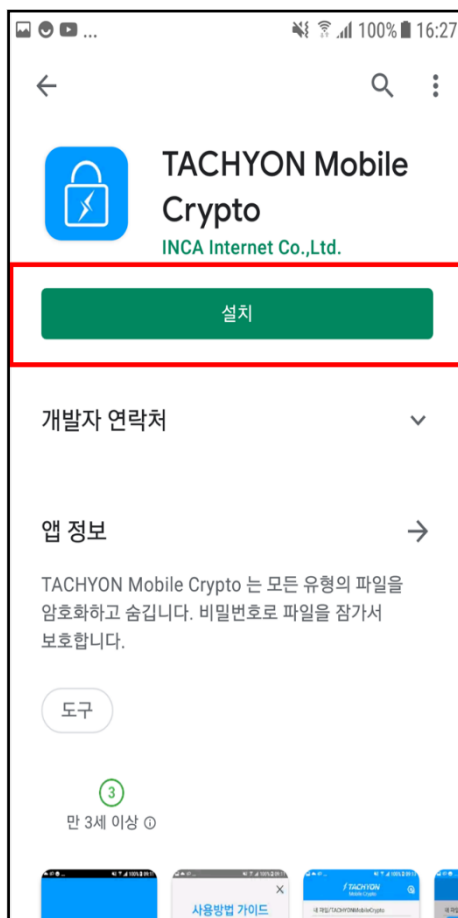 ... 100% 16:27
TACHYON Mobile
Crypto
INCA Internet Co.,Ltd.
설치
개발자 연락처
앱 정보
TACHYON Mobile Crypto 는 모든 유형의 파일을
암호화하고 숨깁니다. 비밀번호로 파일을 잠가서
보호합니다.
도구
3
만 3세 이상
사용방법 가이드
TACHYON
Mobile Crypto
내 파일/TACHYONMobileCrypto